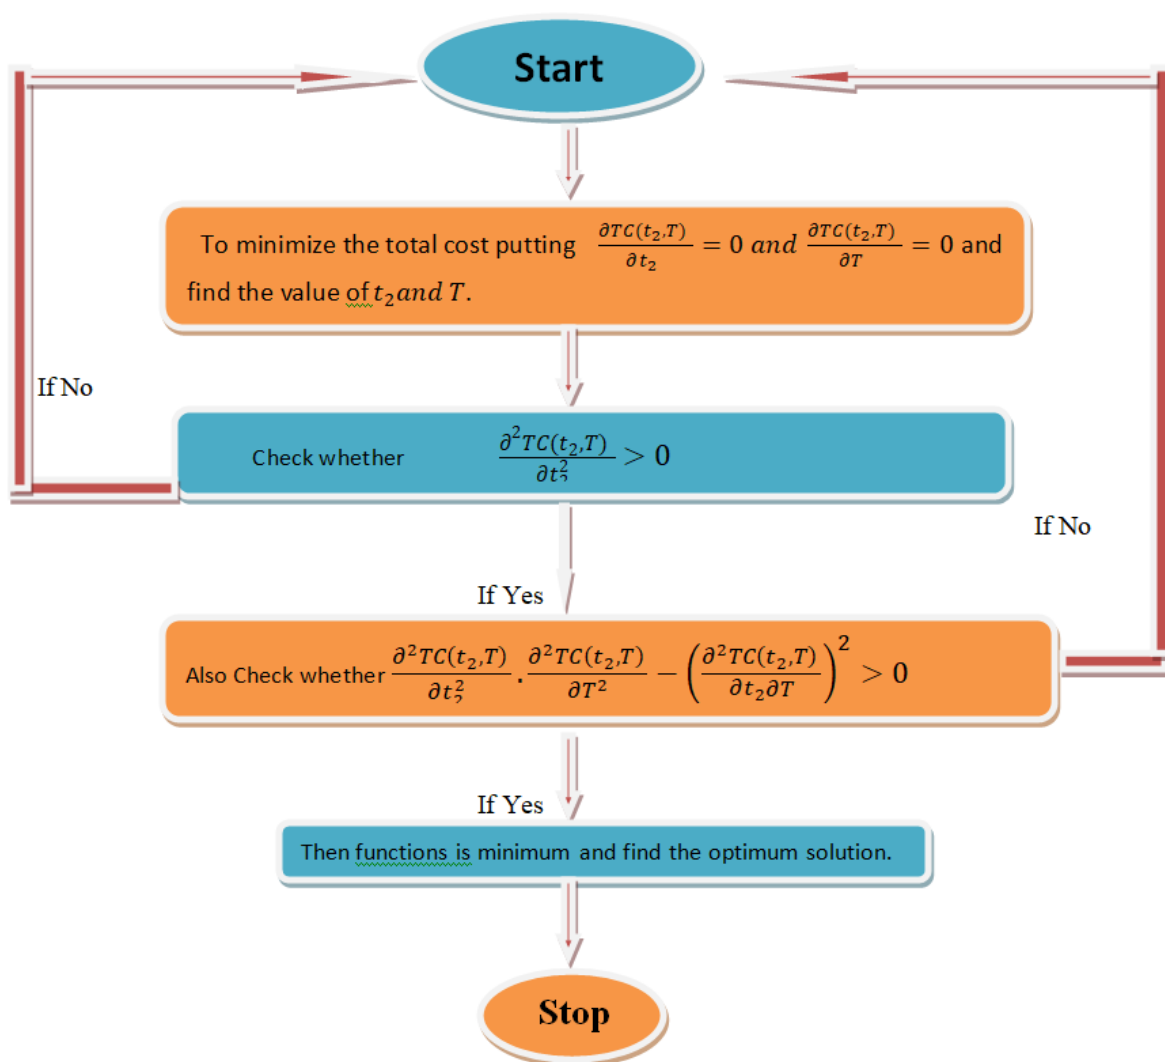 Start
To minimize the total cost putting ∂TC(t₂,T)/∂t₂ = 0 and ∂TC(t₂,T)/∂T = 0 and
find the value of t₂ and T.
If No
Check whether ∂²TC(t₂,T)/∂t₂² > 0
If No
If Yes
Also Check whether ∂²TC(t₂,T)/∂t₂² . ∂²TC(t₂,T)/∂T² − (∂²TC(t₂,T)/∂t₂∂T)² > 0
If Yes
Then functions is minimum and find the optimum solution.
Stop